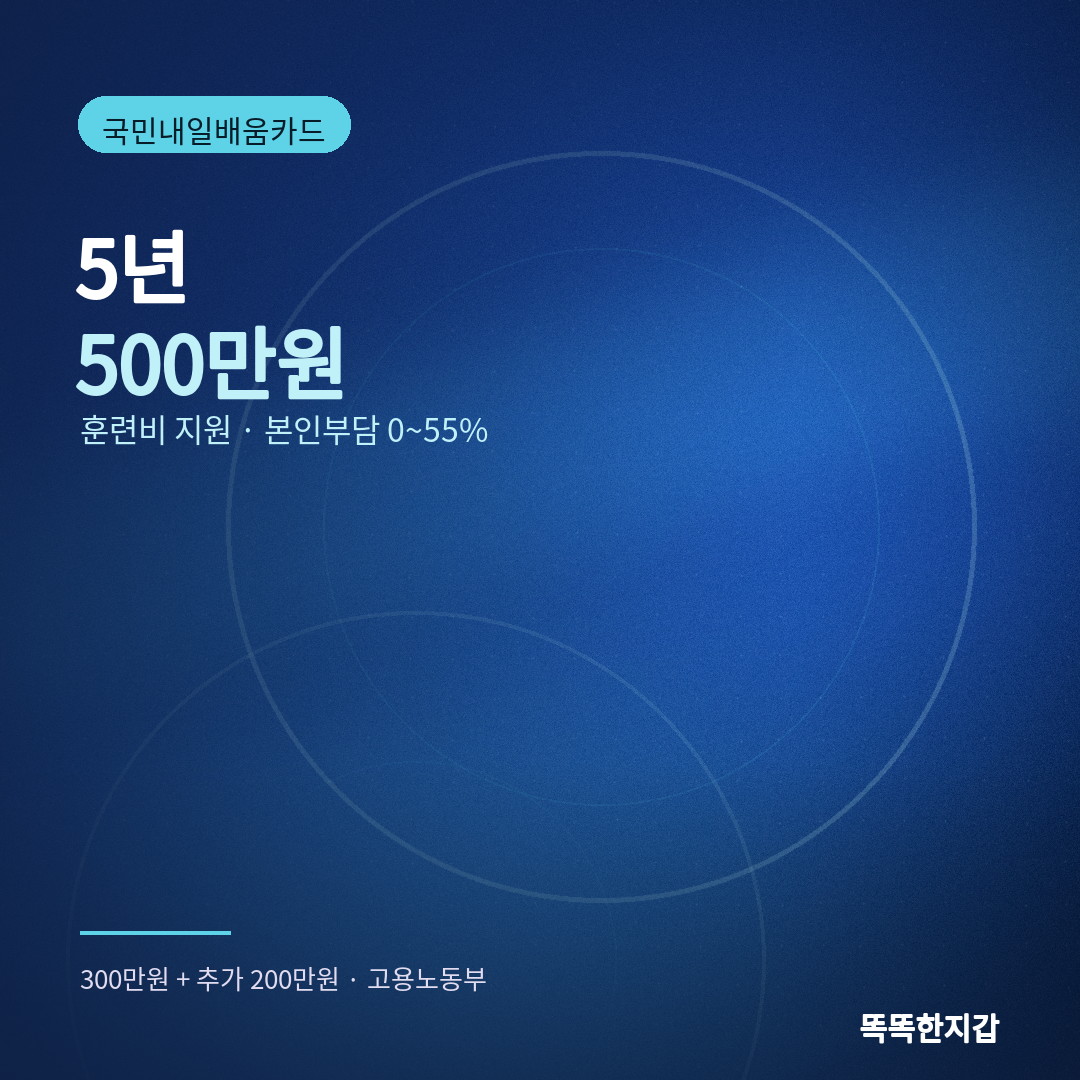 국민내일배움카드
5년
500만원
훈련비 지원 · 본인부담 0~55%
300만원 + 추가 200만원 · 고용노동부
똑똑한지갑